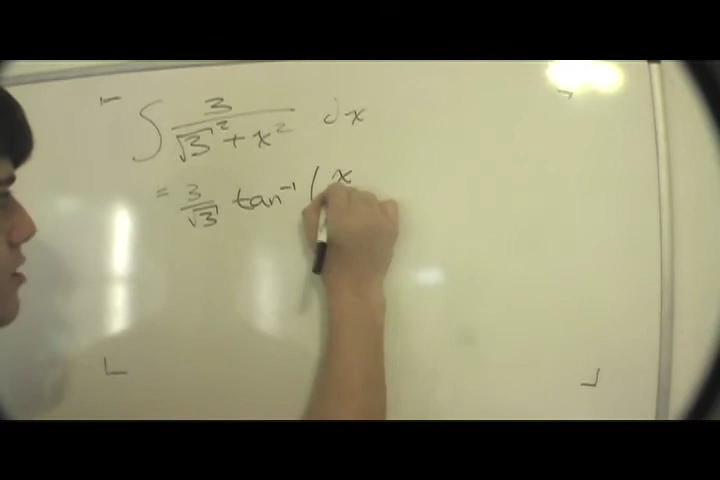 ∫ 3/(√3² + x²) dx
= 3/√3 tan⁻¹ ( x